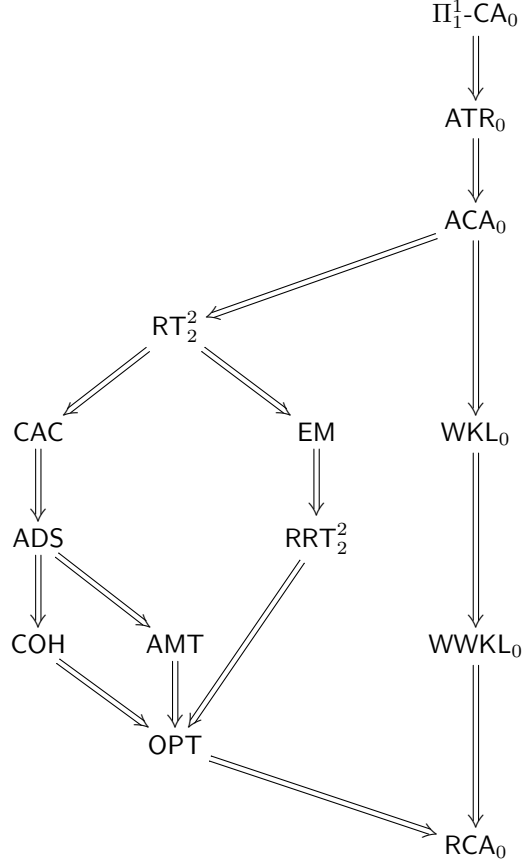 Π¹₁-CA₀
ATR₀
ACA₀
RT²₂
CAC EM WKL₀
ADS RRT²₂
COH AMT WWKL₀
OPT
RCA₀